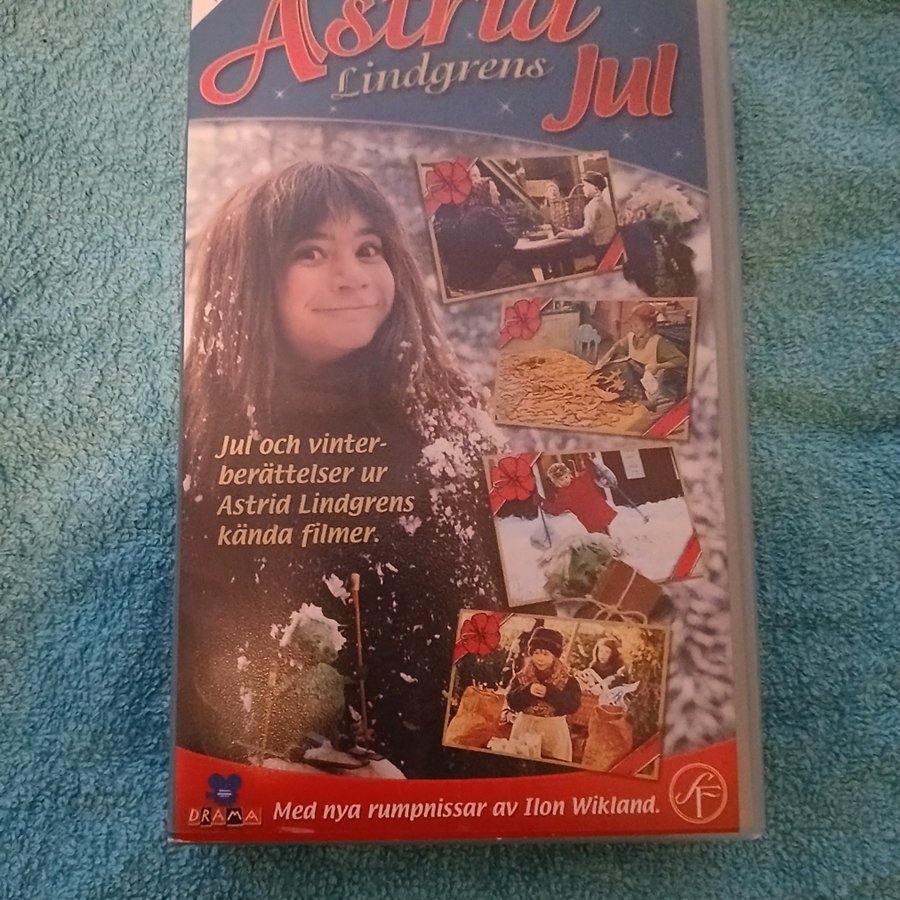 Astrid
Lindgrens
Jul
Jul och vinter-
berättelser ur
Astrid Lindgrens
kända filmer.
DRAMA
Med nya rumpnissar av Ilon Wikland.
SF